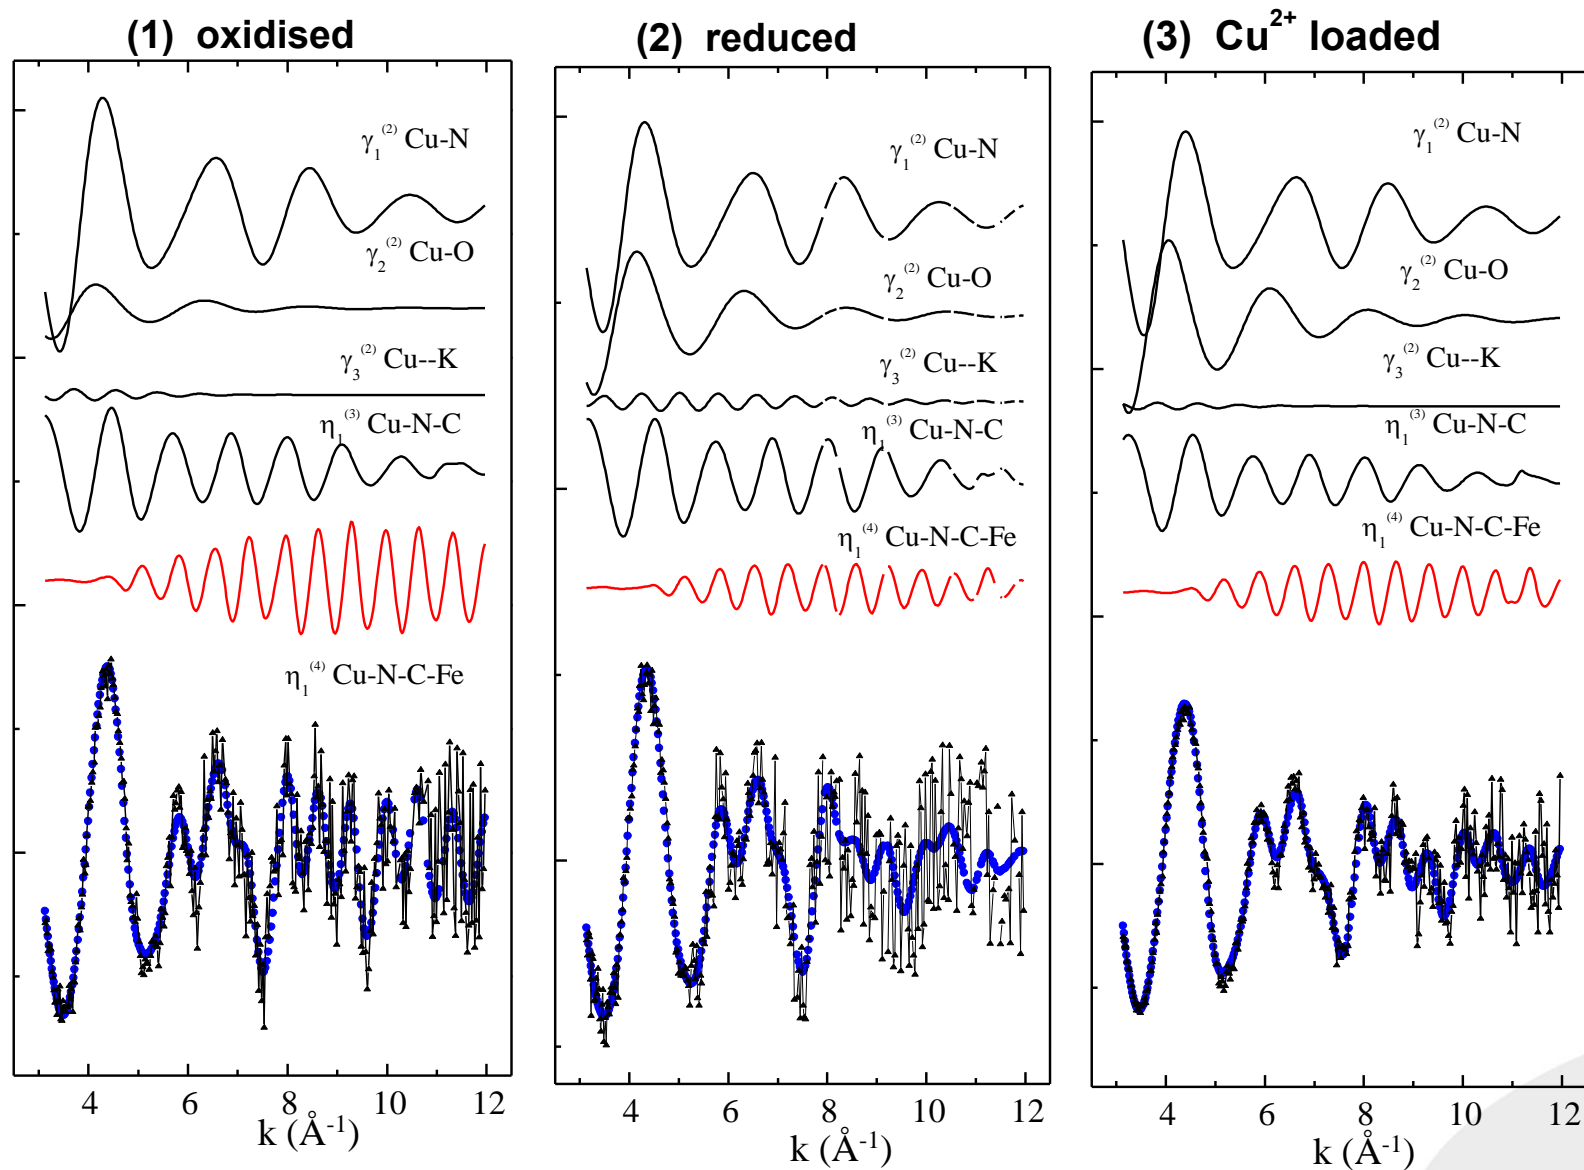 (1) oxidised
γ₁⁽²⁾ Cu-N
γ₂⁽²⁾ Cu-O
γ₃⁽²⁾ Cu--K
η₁⁽³⁾ Cu-N-C
η₁⁽⁴⁾ Cu-N-C-Fe
4 6 8 10 12
k (Å⁻¹)
(2) reduced
γ₁⁽²⁾ Cu-N
γ₂⁽²⁾ Cu-O
γ₃⁽²⁾ Cu--K
η₁⁽³⁾ Cu-N-C
η₁⁽⁴⁾ Cu-N-C-Fe
4 6 8 10 12
k (Å⁻¹)
(3) Cu²⁺ loaded
γ₁⁽²⁾ Cu-N
γ₂⁽²⁾ Cu-O
γ₃⁽²⁾ Cu--K
η₁⁽³⁾ Cu-N-C
η₁⁽⁴⁾ Cu-N-C-Fe
4 6 8 10 12
k (Å⁻¹)